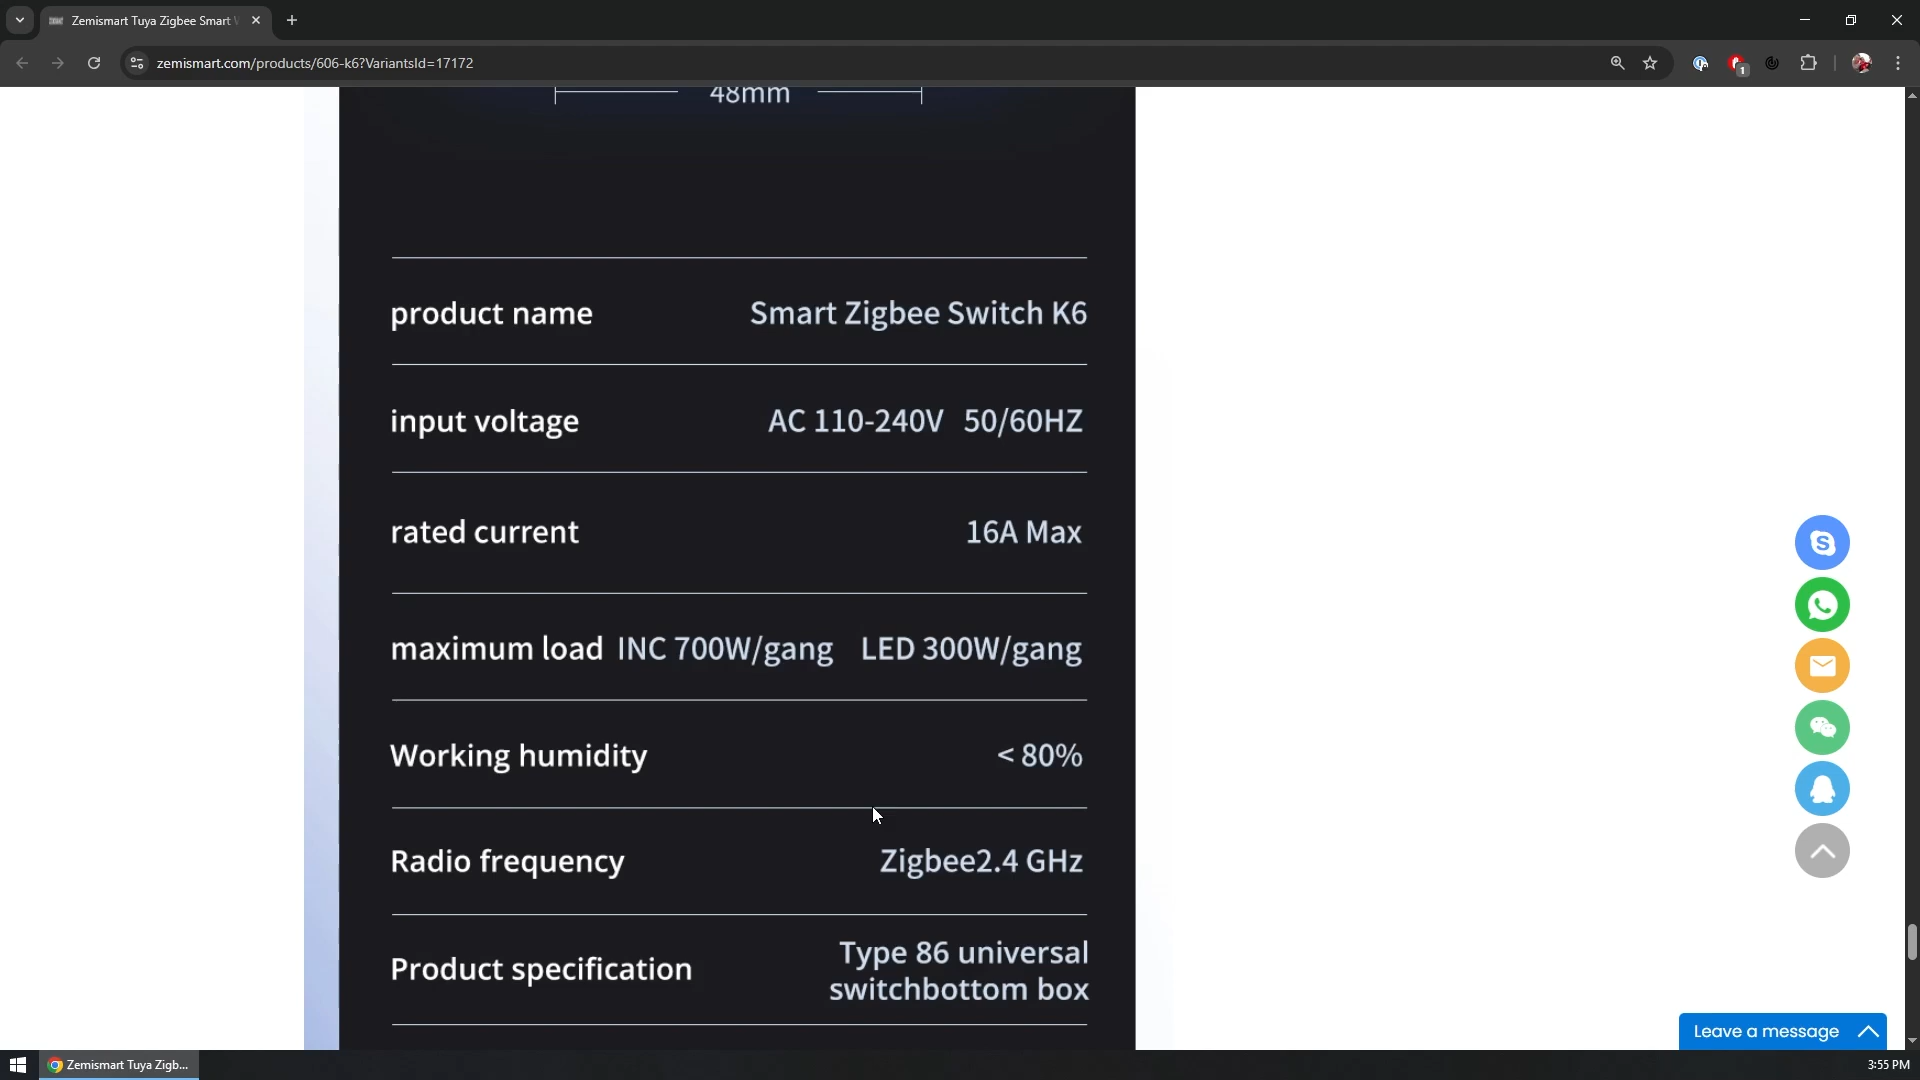 Zemismart Tuya Zigbee Smart
zemismart.com/products/606-k6?VariantsId=17172
1
48mm
product name Smart Zigbee Switch K6
input voltage AC 110-240V 50/60HZ
rated current 16A Max
maximum load INC 700W/gang LED 300W/gang
Working humidity < 80%
Radio frequency Zigbee2.4 GHz
Product specification Type 86 universal
switchbottom box
Leave a message
Zemismart Tuya Zigb...
3:55 PM